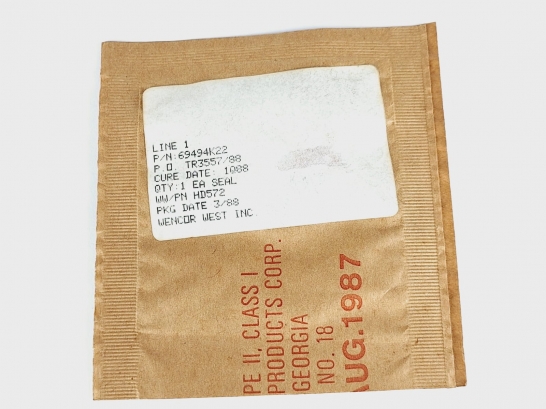 LINE 1
P/N:69494K22
P.O. TR3557/88
CURE DATE: 1Q88
QTY:1 EA SEAL
WW/PN HD572
PKG DATE 3/88
WENCOR WEST INC.
PE II, CLASS I
PRODUCTS CORP.
GEORGIA
NO. 18
AUG.1987